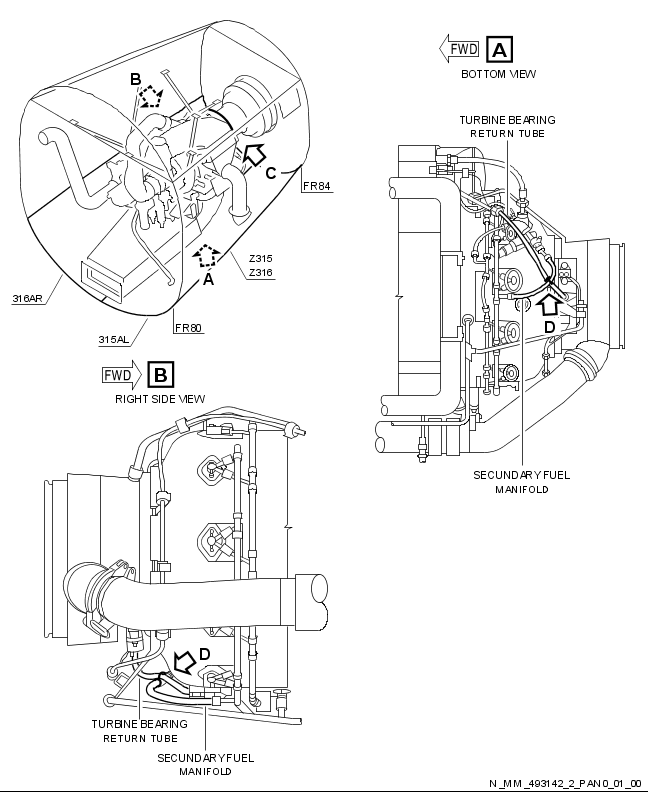 B
C
FR84
A
Z315
Z316
316AR
FR80
315AL
FWD A
BOTTOM VIEW
TURBINE BEARING
RETURN TUBE
D
SECUNDARY FUEL
MANIFOLD
FWD B
RIGHT SIDE VIEW
D
TURBINE BEARING
RETURN TUBE
SECUNDARY FUEL
MANIFOLD
N_MM_493142_2_PAN0_01_00